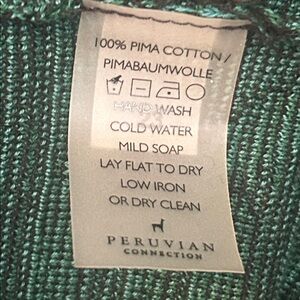 100% PIMA COTTON /
PIMABAUMWOLLE
HAND WASH
COLD WATER
MILD SOAP
LAY FLAT TO DRY
LOW IRON
OR DRY CLEAN
PERUVIAN
CONNECTION